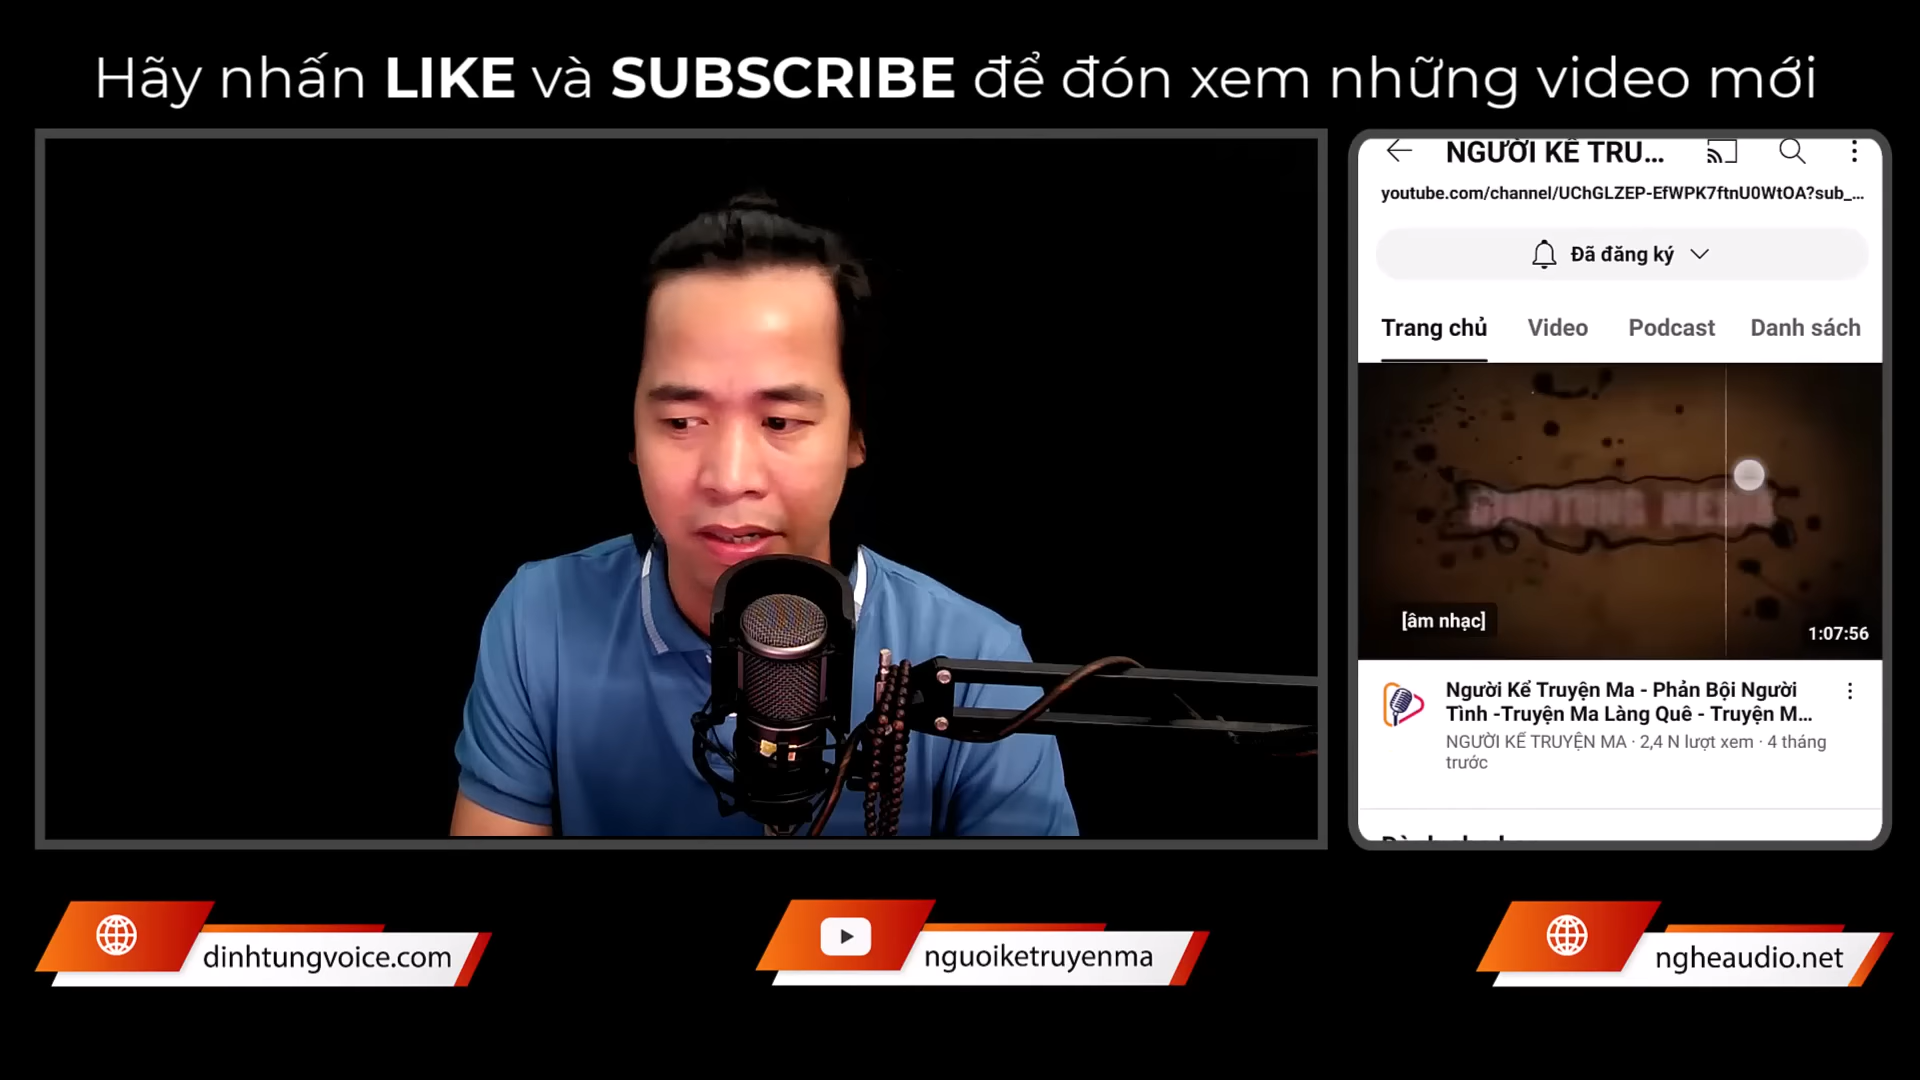 Hãy nhấn LIKE và SUBSCRIBE để đón xem những video mới
NGƯỜI KỂ TRU...
youtube.com/channel/UChGLZEP-EfWPK7ftnU0WtOA?sub_...
Đã đăng ký
Trang chủ Video Podcast Danh sách
DINHTUNG MEDIA
[âm nhạc]
1:07:56
Người Kể Truyện Ma - Phản Bội Người
Tình -Truyện Ma Làng Quê - Truyện M...
NGƯỜI KỂ TRUYỆN MA · 2,4 N lượt xem · 4 tháng
trước
dinhtungvoice.com
nguoiketruyenma
ngheaudio.net